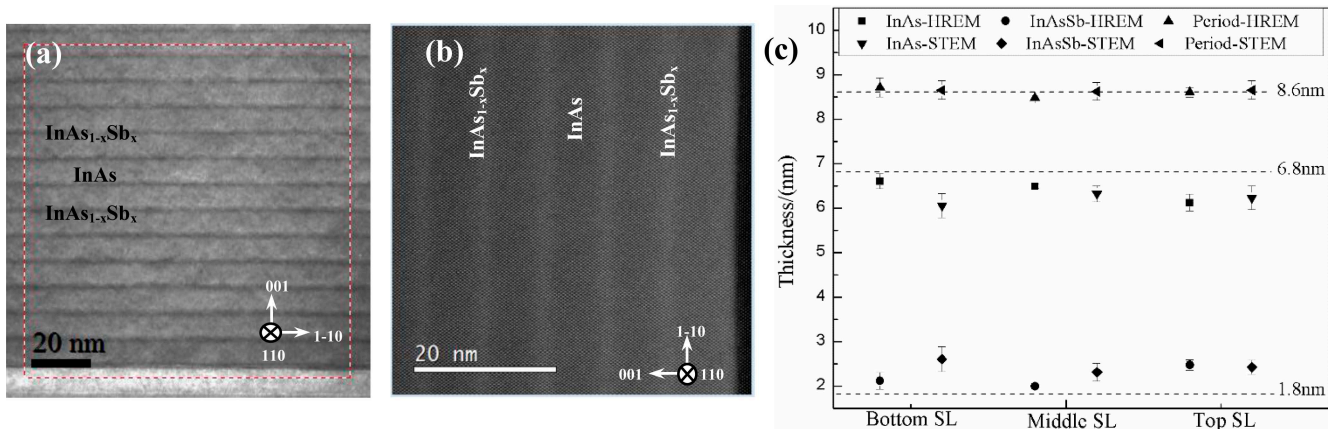 (a)
InAs1-xSbx
InAs
InAs1-xSbx
001
1-10
110
20 nm
(b)
InAs1-xSbx
InAs
InAs1-xSbx
20 nm
1-10
001
110
(c)
InAs-HREM InAsSb-HREM Period-HREM
InAs-STEM InAsSb-STEM Period-STEM
Thickness/(nm)
10
9
8
7
6
5
4
3
2
8.6nm
6.8nm
1.8nm
Bottom SL Middle SL Top SL